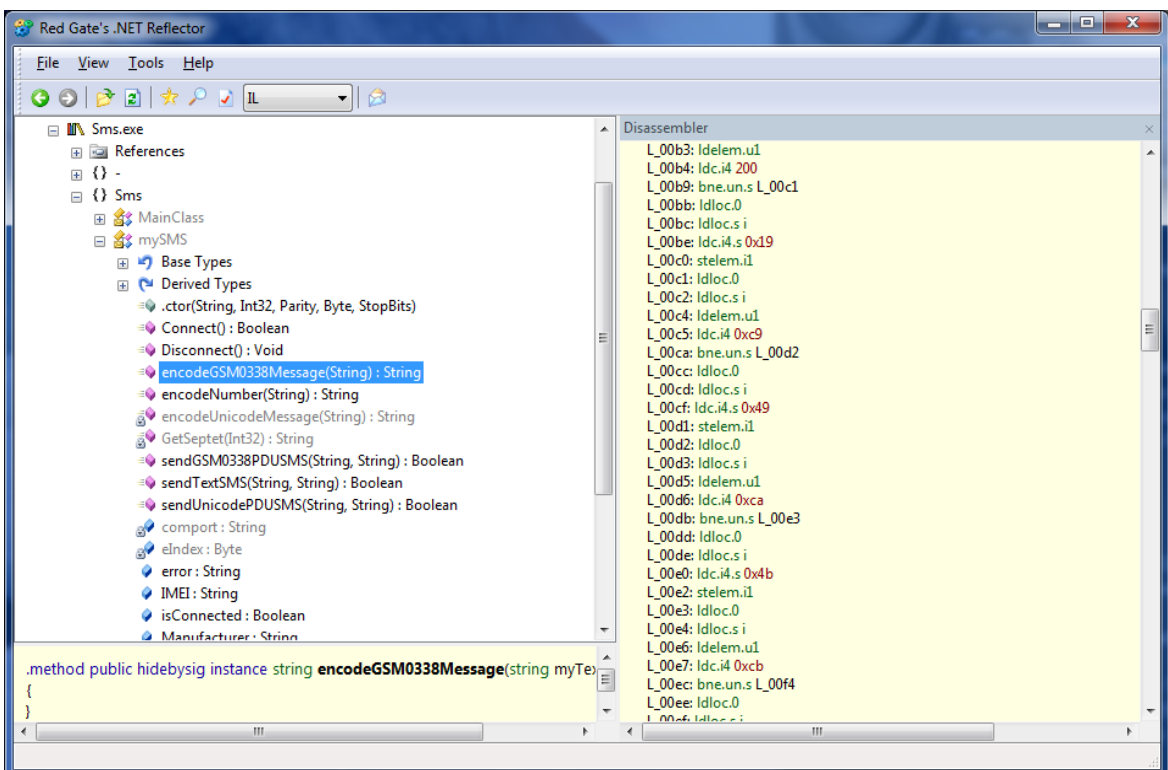 Red Gate's .NET Reflector
File View Tools Help
IL
Sms.exe
References
{} -
{} Sms
MainClass
mySMS
Base Types
Derived Types
.ctor(String, Int32, Parity, Byte, StopBits)
Connect() : Boolean
Disconnect() : Void
encodeGSM0338Message(String) : String
encodeNumber(String) : String
encodeUnicodeMessage(String) : String
GetSeptet(Int32) : String
sendGSM0338PDUSMS(String, String) : Boolean
sendTextSMS(String, String) : Boolean
sendUnicodePDUSMS(String, String) : Boolean
comport : String
eIndex : Byte
error : String
IMEI : String
isConnected : Boolean
Manufacturer : String
.method public hidebysig instance string encodeGSM0338Message(string myTex
{
}
Disassembler
L_00b3: ldelem.u1
L_00b4: ldc.i4 200
L_00b9: bne.un.s L_00c1
L_00bb: ldloc.0
L_00bc: ldloc.s i
L_00be: ldc.i4.s 0x19
L_00c0: stelem.i1
L_00c1: ldloc.0
L_00c2: ldloc.s i
L_00c4: ldelem.u1
L_00c5: ldc.i4 0xc9
L_00ca: bne.un.s L_00d2
L_00cc: ldloc.0
L_00cd: ldloc.s i
L_00cf: ldc.i4.s 0x49
L_00d1: stelem.i1
L_00d2: ldloc.0
L_00d3: ldloc.s i
L_00d5: ldelem.u1
L_00d6: ldc.i4 0xca
L_00db: bne.un.s L_00e3
L_00dd: ldloc.0
L_00de: ldloc.s i
L_00e0: ldc.i4.s 0x4b
L_00e2: stelem.i1
L_00e3: ldloc.0
L_00e4: ldloc.s i
L_00e6: ldelem.u1
L_00e7: ldc.i4 0xcb
L_00ec: bne.un.s L_00f4
L_00ee: ldloc.0
L_00ef: ldloc.s i